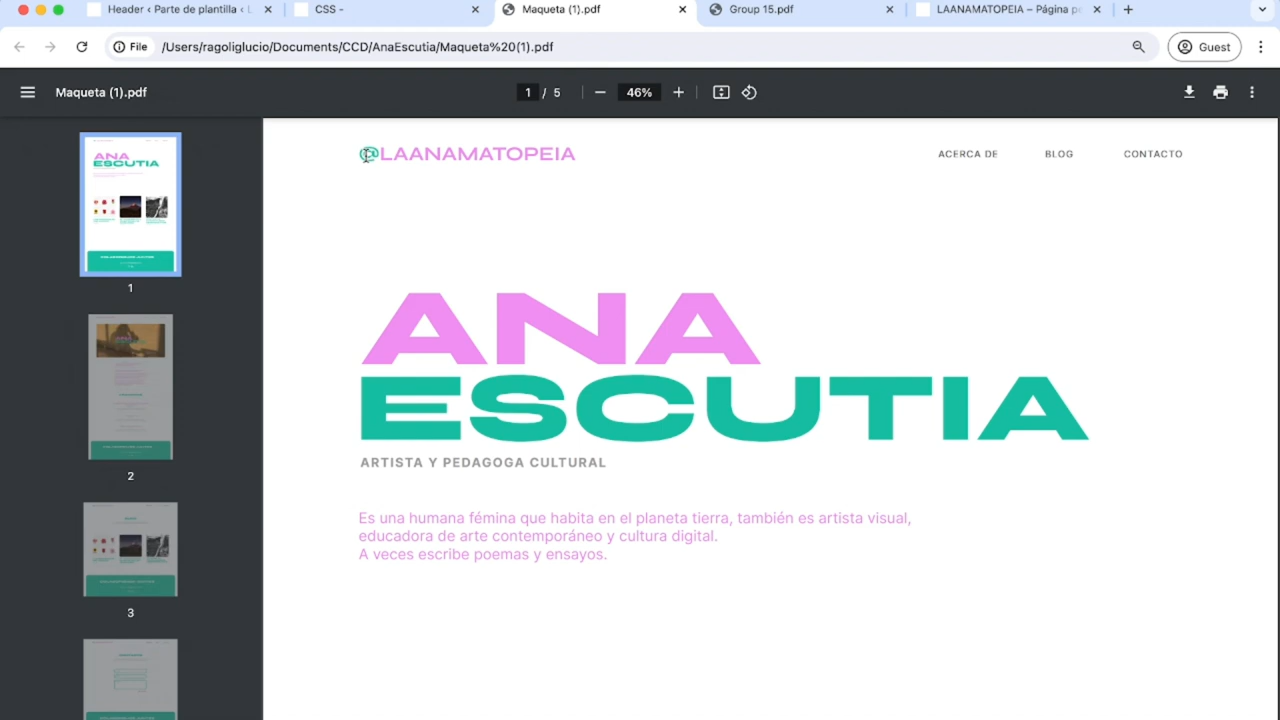 Header ‹ Parte de plantilla ‹ L
CSS -
Maqueta (1).pdf
Group 15.pdf
LAANAMATOPEIA – Página p
File
/Users/ragoliglucio/Documents/CCD/AnaEscutia/Maqueta%20(1).pdf
Guest
Maqueta (1).pdf
1 / 5
46%
@LAANAMATOPEIA
ACERCA DE
BLOG
CONTACTO
ANA
ESCUTIA
ARTISTA Y PEDAGOGA CULTURAL
Es una humana fémina que habita en el planeta tierra, también es artista visual,
educadora de arte contemporáneo y cultura digital.
A veces escribe poemas y ensayos.
ANA
ESCUTIA
1
2
3